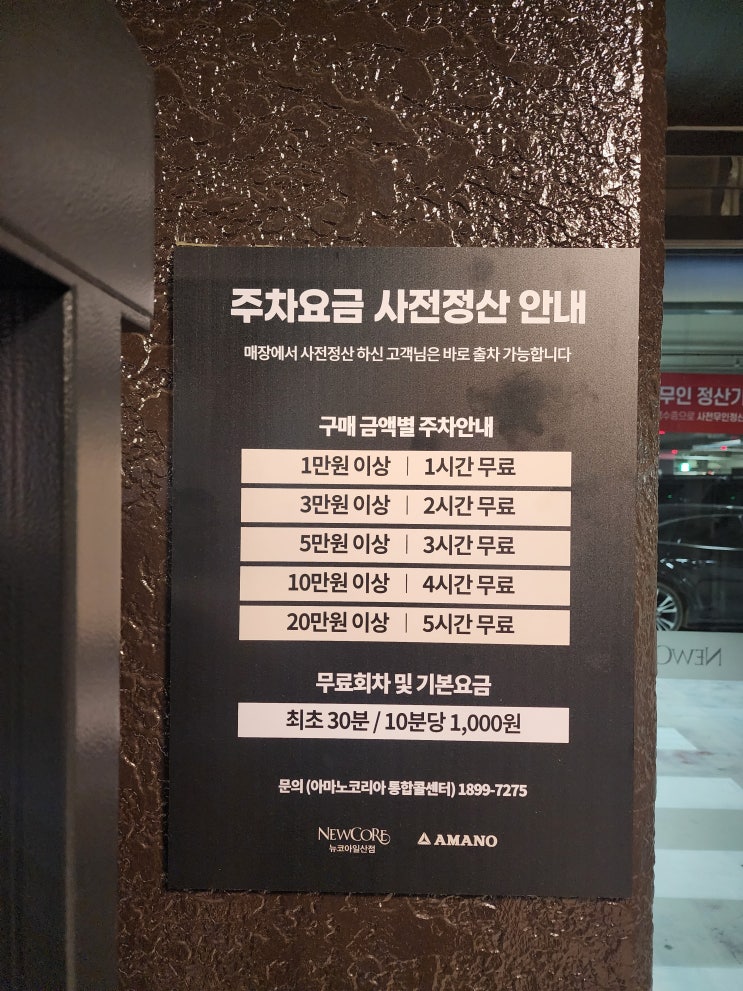 주차요금 사전정산 안내
매장에서 사전정산 하신 고객님은 바로 출차 가능합니다
구매 금액별 주차안내
1만원 이상 | 1시간 무료
3만원 이상 | 2시간 무료
5만원 이상 | 3시간 무료
10만원 이상 | 4시간 무료
20만원 이상 | 5시간 무료
무료회차 및 기본요금
최초 30분 / 10분당 1,000원
문의 (아마노코리아 통합콜센터) 1899-7275
NEWCORE
뉴코아일산점
AMANO
무인 정산기
사전무인정산
NEWC